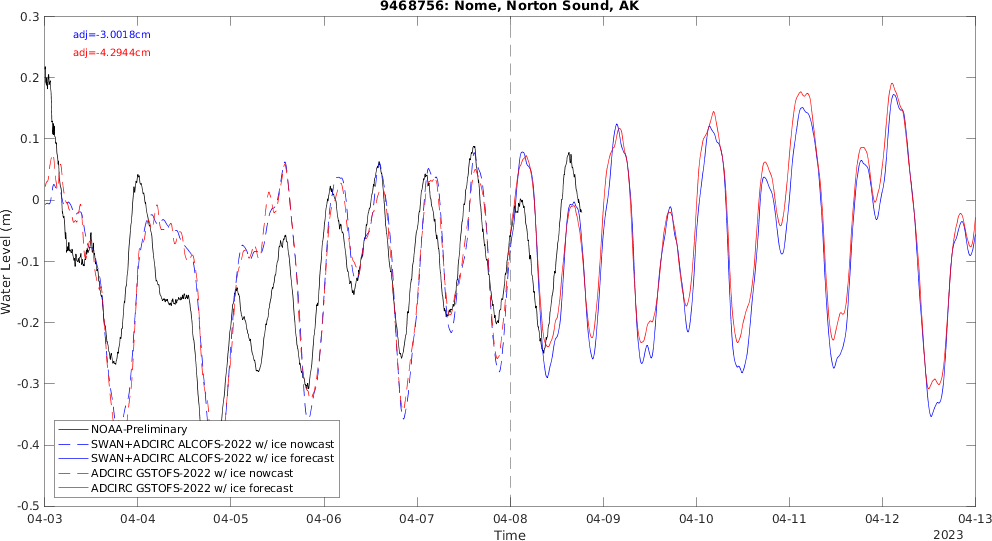 9468756: Nome, Norton Sound, AK
adj=-3.0018cm
adj=-4.2944cm
0.3
0.2
0.1
0
-0.1
-0.2
-0.3
-0.4
-0.5
Water Level (m)
NOAA-Preliminary
SWAN+ADCIRC ALCOFS-2022 w/ ice nowcast
SWAN+ADCIRC ALCOFS-2022 w/ ice forecast
ADCIRC GSTOFS-2022 w/ ice nowcast
ADCIRC GSTOFS-2022 w/ ice forecast
04-03 04-04 04-05 04-06 04-07 04-08 04-09 04-10 04-11 04-12 04-13
Time
2023